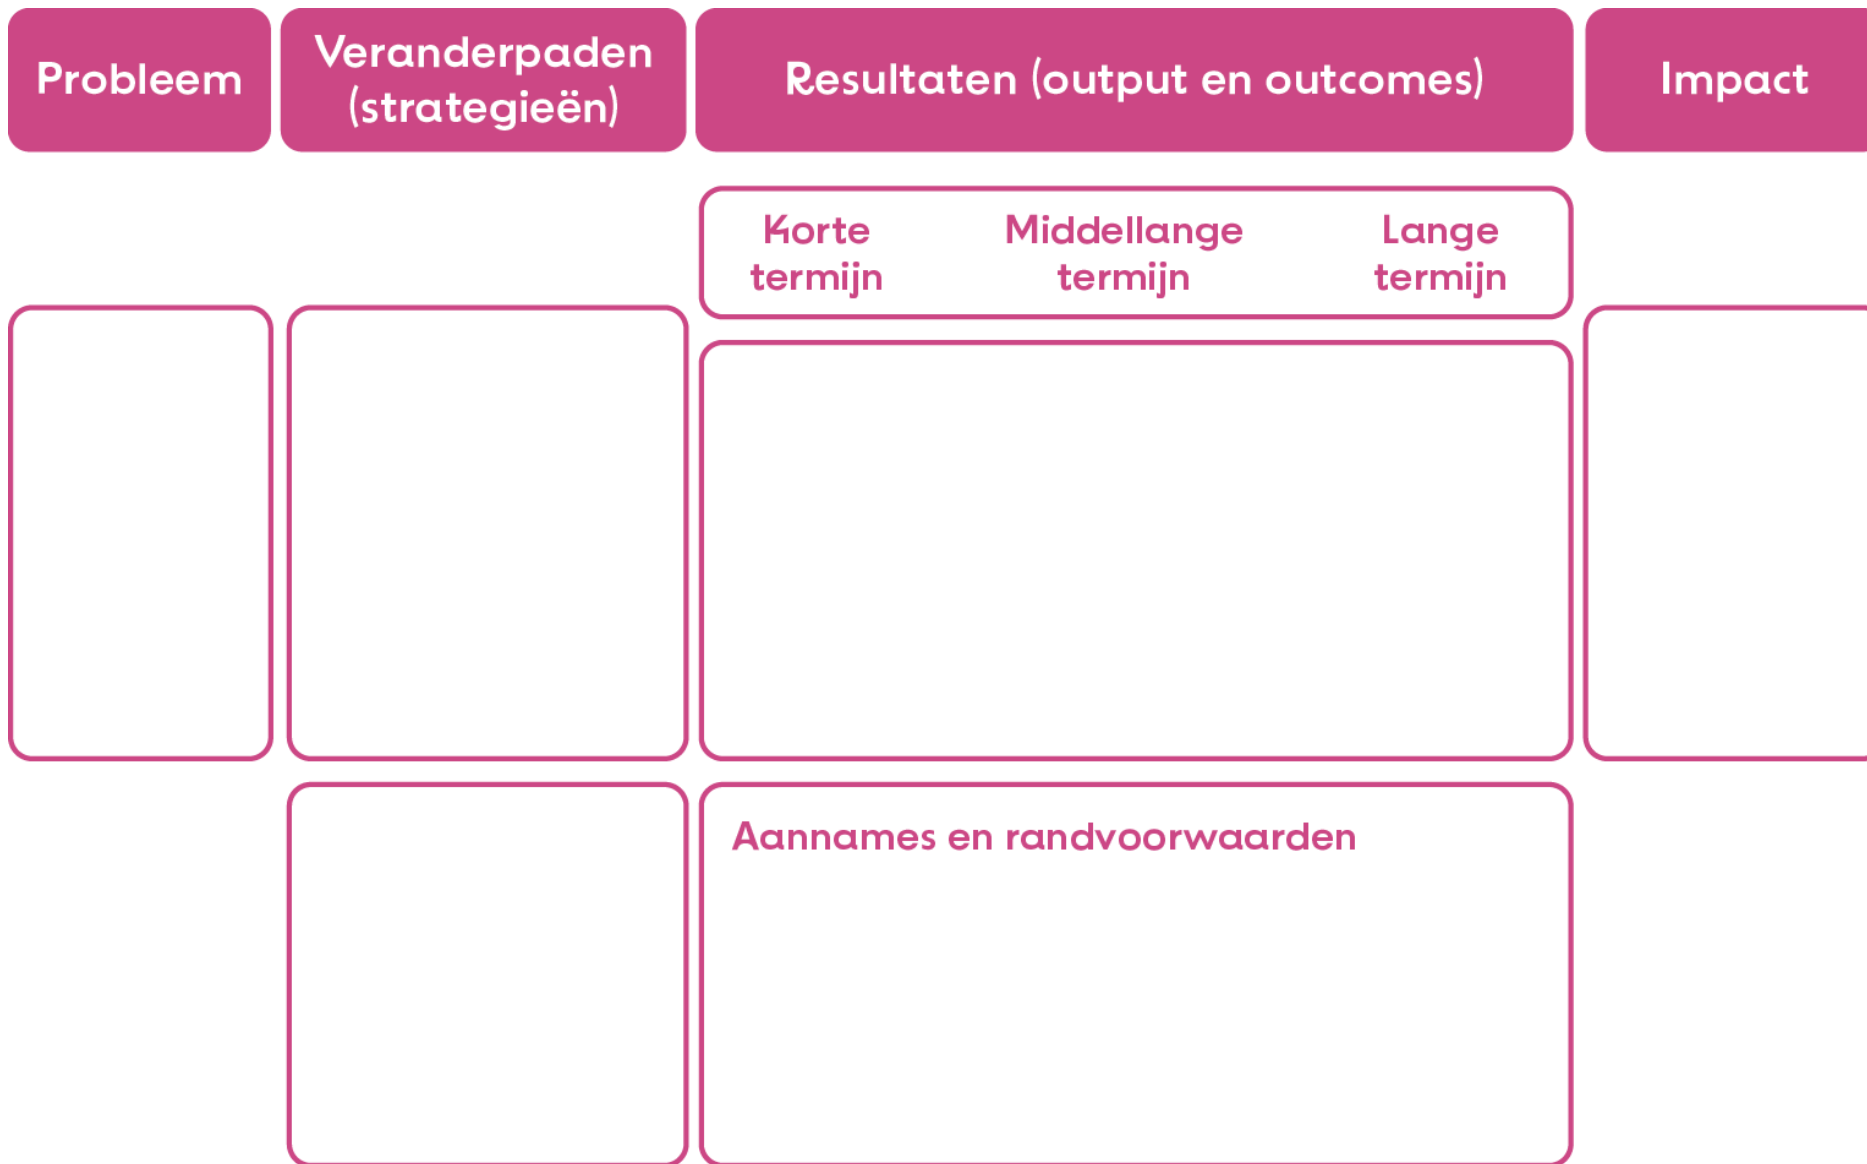 Probleem
Veranderpaden
(strategieën)
Resultaten (output en outcomes)
Impact
Korte
termijn
Middellange
termijn
Lange
termijn
Aannames en randvoorwaarden